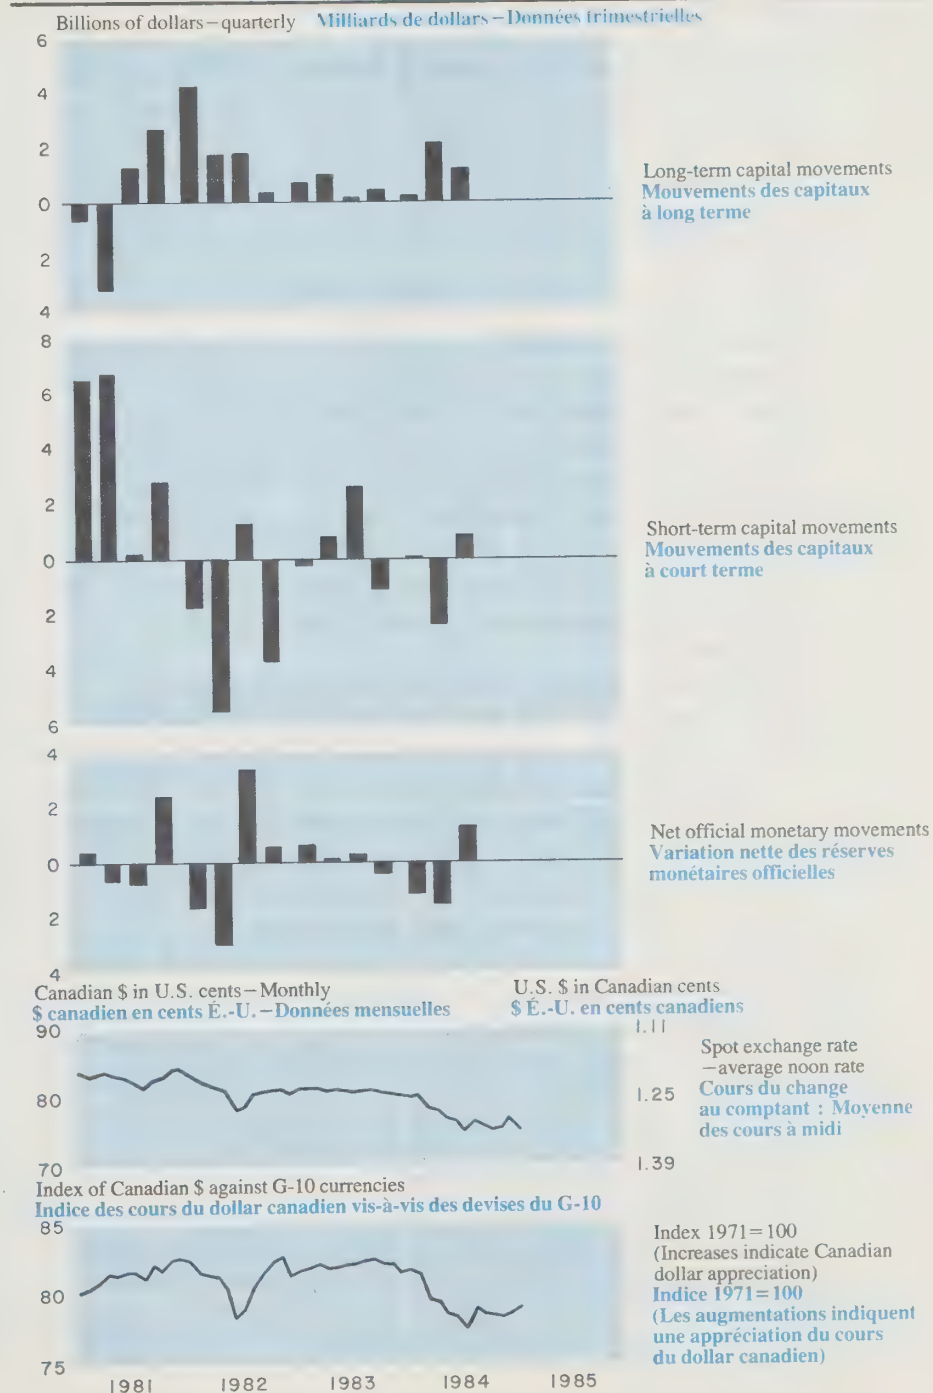 Billions of dollars—quarterly Milliards de dollars—Données trimestrielles
6
4
2
0
2
4
Long-term capital movements
Mouvements des capitaux
à long terme
8
6
4
2
0
2
4
6
Short-term capital movements
Mouvements des capitaux
à court terme
4
2
0
2
4
Net official monetary movements
Variation nette des réserves
monétaires officielles
Canadian $ in U.S. cents—Monthly
$ canadien en cents É.-U.—Données mensuelles
U.S. $ in Canadian cents
$ É.-U. en cents canadiens
90
80
70
1.11
1.25
1.39
Spot exchange rate
—average noon rate
Cours du change
au comptant : Moyenne
des cours à midi
Index of Canadian $ against G-10 currencies
Indice des cours du dollar canadien vis-à-vis des devises du G-10
85
80
75
Index 1971=100
(Increases indicate Canadian
dollar appreciation)
Indice 1971=100
(Les augmentations indiquent
une appréciation du cours
du dollar canadien)
1981 1982 1983 1984 1985